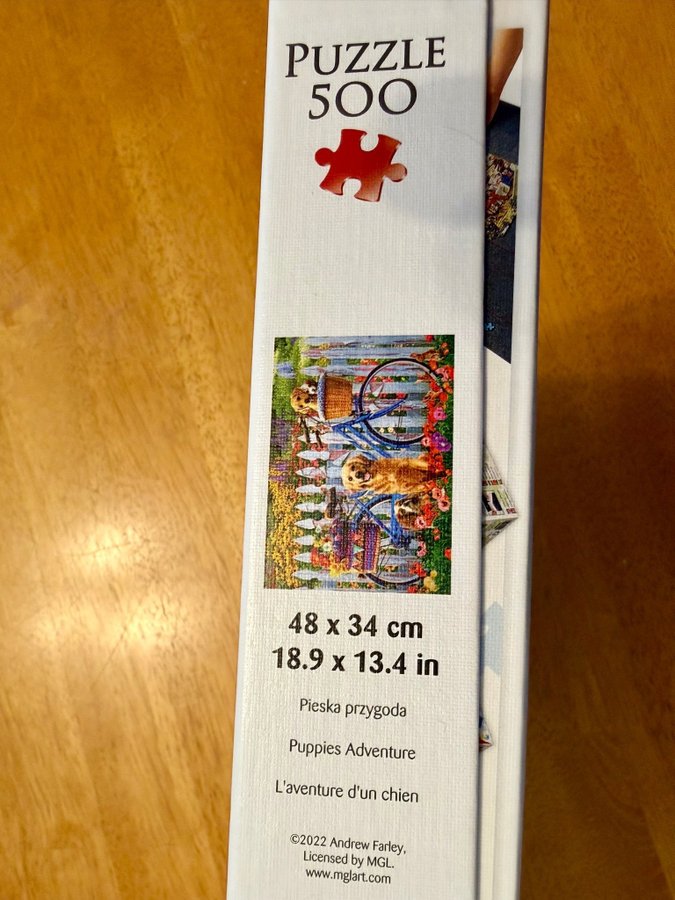 PUZZLE
500
48 x 34 cm
18.9 x 13.4 in
Pieska przygoda
Puppies Adventure
L'aventure d'un chien
©2022 Andrew Farley,
Licensed by MGL.
www.mglart.com